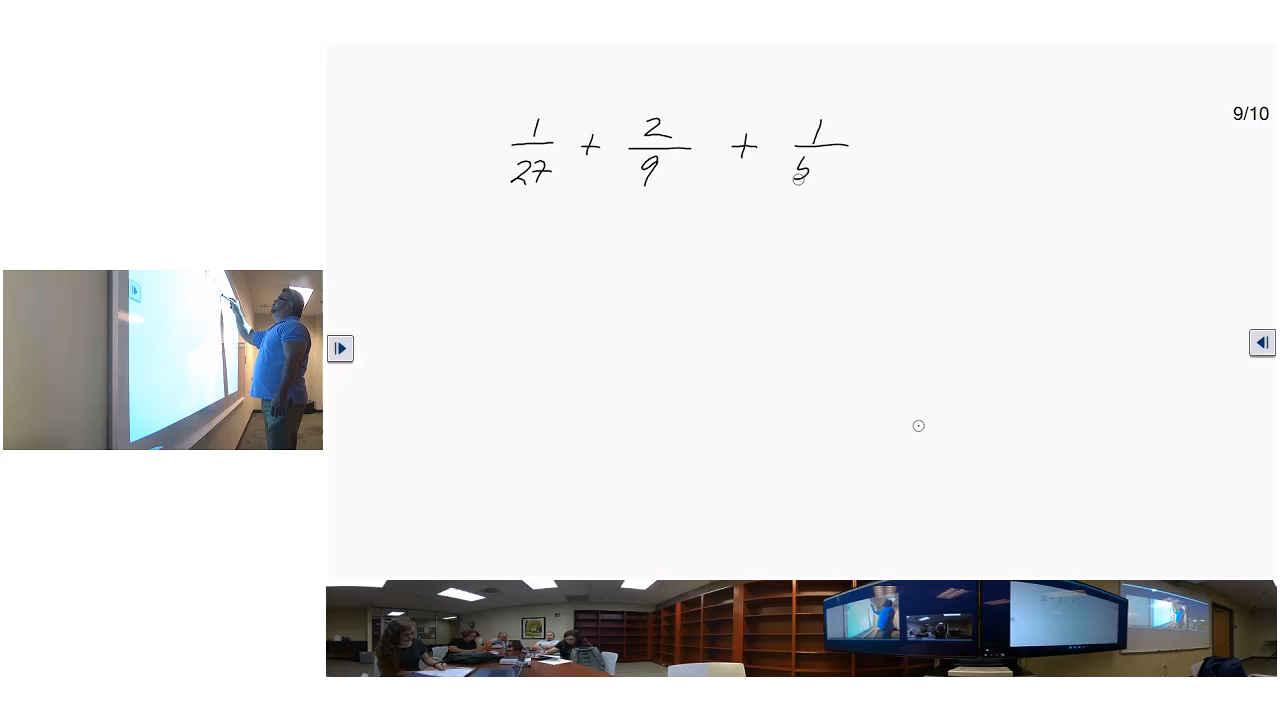 9/10
1/27 + 2/9 + 1/5